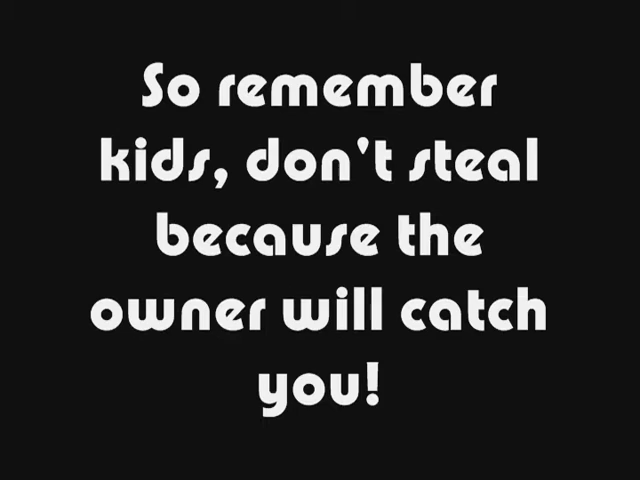 So remember
kids, don't steal
because the
owner will catch
you!